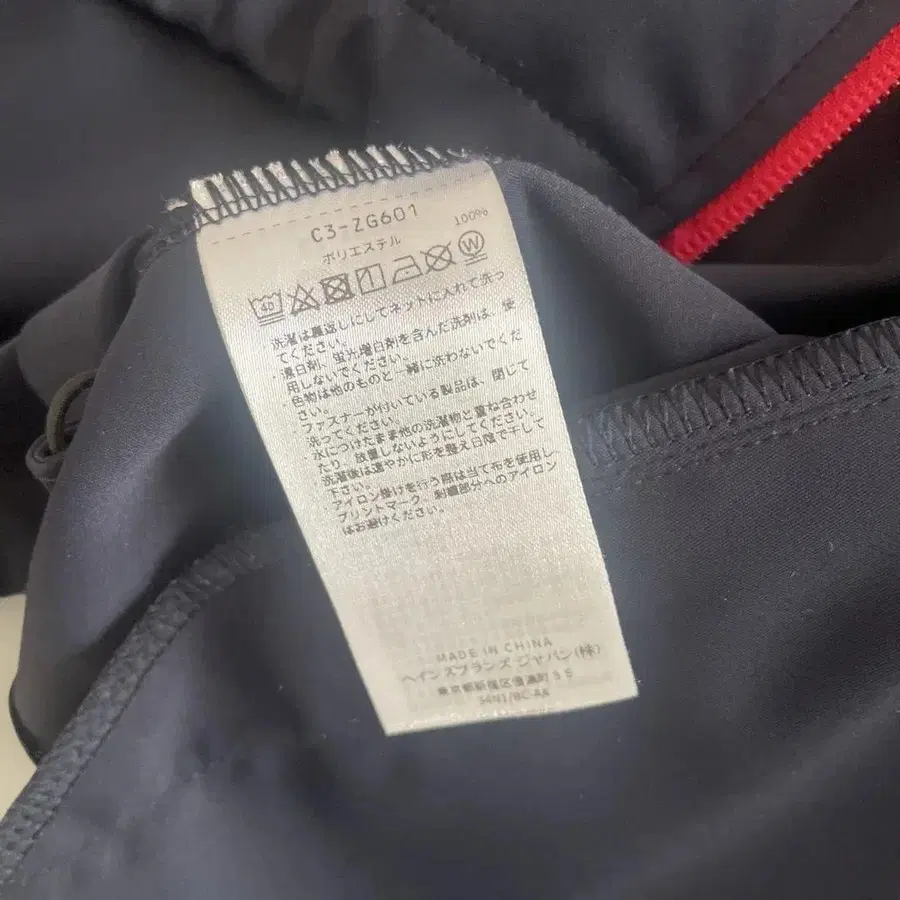 C3-ZG601
ポリエステル 100%
40 W
洗濯は裏返しにしてネットに入れて洗っ
てください。
・漂白剤、蛍光増白剤を含んだ洗剤は、使
用しないでください。
・色物は他のものと一緒に洗わないでくだ
さい。
・ファスナーが付いている製品は、閉じて
洗ってください。
・水につけたまま他の洗濯物と重ね合わせ
たり、放置しないようにしてください。
洗濯後は速やかに形を整え日陰で干して
下さい。
アイロン掛けを行う際は当て布を使用し
プリントマーク、刺繍部分へのアイロン
はお避けください。
MADE IN CHINA
ヘインズブランズ ジャパン(株)
東京都新宿区